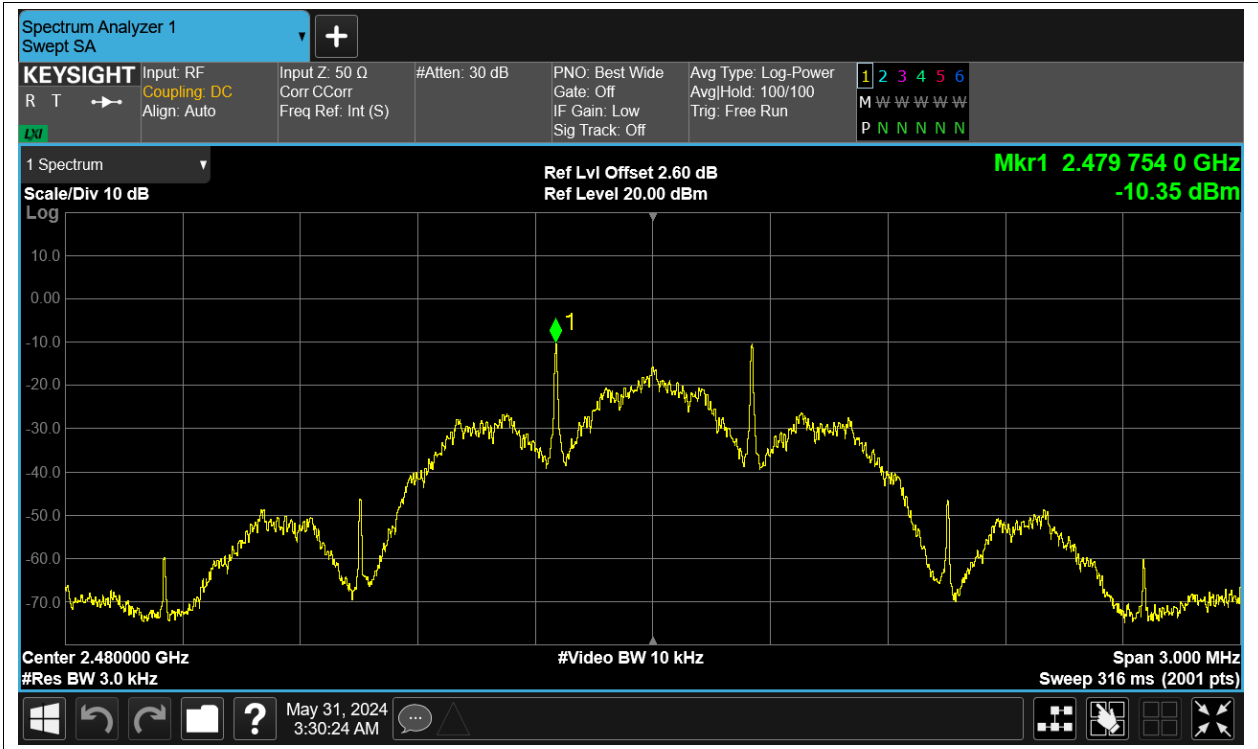 Spectrum Analyzer 1
Swept SA
KEYSIGHT
R T
LXI
Input: RF
Coupling: DC
Align: Auto
Input Z: 50 Ω
Corr CCorr
Freq Ref: Int (S)
#Atten: 30 dB
PNO: Best Wide
Gate: Off
IF Gain: Low
Sig Track: Off
Avg Type: Log-Power
Avg|Hold: 100/100
Trig: Free Run
1 2 3 4 5 6
M W W W W W W
P N N N N N N
1 Spectrum
Scale/Div 10 dB
Log
Ref Lvl Offset 2.60 dB
Ref Level 20.00 dBm
Mkr1 2.479 754 0 GHz
-10.35 dBm
10.0
0.00
1
-10.0
-20.0
-30.0
-40.0
-50.0
-60.0
-70.0
Center 2.480000 GHz
#Video BW 10 kHz
Span 3.000 MHz
#Res BW 3.0 kHz
Sweep 316 ms (2001 pts)
?
May 31, 2024
3:30:24 AM